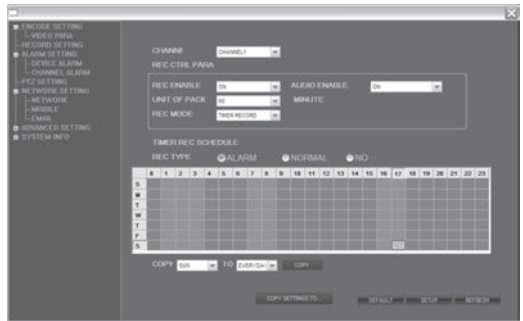 ENCODE SETTING
VIDEO PARA
RECORD SETTING
ALARM SETTING
DEVICE ALARM
CHANNEL ALARM
PTZ SETTING
NETWORK SETTING
NETWORK
MOBILE
EMAIL
ADVANCED SETTING
SYSTEM INFO
CHANNE CHANNEL1
REC CTRL PARA
REC ENABLE ON AUDIO ENABLE ON
UNIT OF PACK 60 MINUTE
REC MODE TIMER RECORD
TIMER REC SCHEDULE
REC TYPE ALARM NORMAL NO
0 1 2 3 4 5 6 7 8 9 10 11 12 13 14 15 16 17 18 19 20 21 22 23
S
M
T
W
T
F
S
COPY SUN TO EVERYDAY COPY
COPY SETTINGS TO... DEFAULT SETUP REFRESH